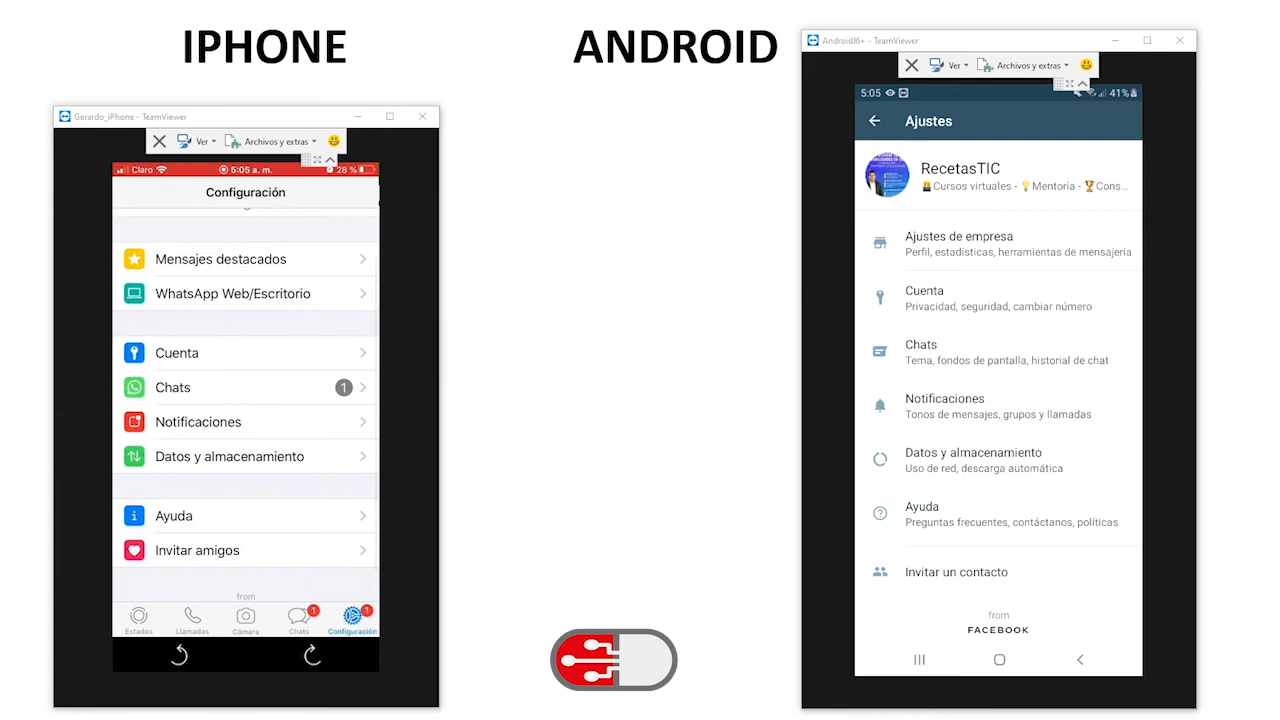 IPHONE
ANDROID
Gerardo_iPhone - TeamViewer
Ver
Archivos y extras
Claro
5:05 a. m.
28 %
Configuración
Mensajes destacados
WhatsApp Web/Escritorio
Cuenta
Chats
1
Notificaciones
Datos y almacenamiento
Ayuda
Invitar amigos
from
1
1
Estados
Llamadas
Cámara
Chats
Configuración
AndroidJ6+ - TeamViewer
Ver
Archivos y extras
5:05
41%
Ajustes
RecetasTIC
Cursos virtuales - Mentoría - Cons...
Ajustes de empresa
Perfil, estadísticas, herramientas de mensajería
Cuenta
Privacidad, seguridad, cambiar número
Chats
Tema, fondos de pantalla, historial de chat
Notificaciones
Tonos de mensajes, grupos y llamadas
Datos y almacenamiento
Uso de red, descarga automática
Ayuda
Preguntas frecuentes, contáctanos, políticas
Invitar un contacto
from
FACEBOOK